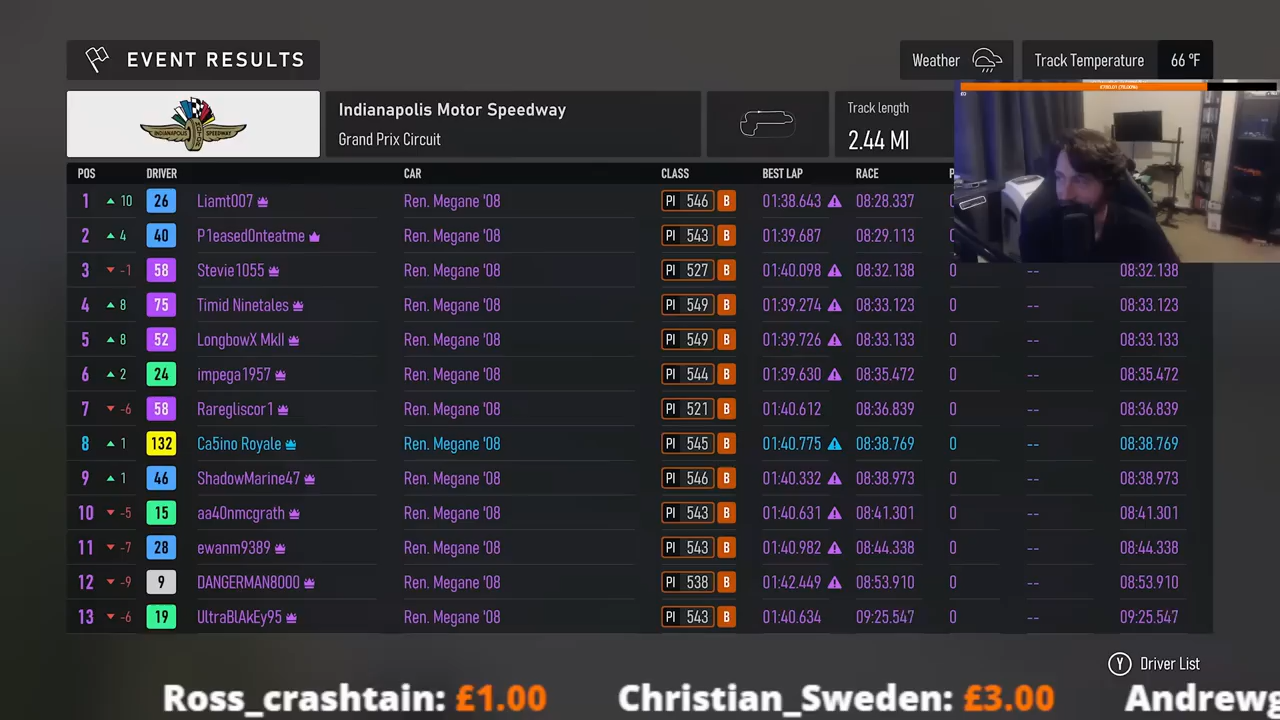 EVENT RESULTS
Weather
Track Temperature 66 °F
INDIANAPOLIS MOTOR SPEEDWAY
Indianapolis Motor Speedway
Grand Prix Circuit
Track length
2.44 MI
POS DRIVER CAR CLASS BEST LAP RACE
1 10 26 Liamt007 Ren. Megane '08 PI 546 B 01:38.643 08:28.337
2 4 40 P1eased0nteatme Ren. Megane '08 PI 543 B 01:39.687 08:29.113
3 -1 58 Stevie1055 Ren. Megane '08 PI 527 B 01:40.098 08:32.138 0 -- 08:32.138
4 8 75 Timid Ninetales Ren. Megane '08 PI 549 B 01:39.274 08:33.123 0 -- 08:33.123
5 8 52 LongbowX MkII Ren. Megane '08 PI 549 B 01:39.726 08:33.133 0 -- 08:33.133
6 2 24 impega1957 Ren. Megane '08 PI 544 B 01:39.630 08:35.472 0 -- 08:35.472
7 -6 58 Raregliscor1 Ren. Megane '08 PI 521 B 01:40.612 08:36.839 0 -- 08:36.839
8 1 132 Ca5ino Royale Ren. Megane '08 PI 545 B 01:40.775 08:38.769 0 -- 08:38.769
9 1 46 ShadowMerine47 Ren. Megane '08 PI 546 B 01:40.332 08:38.973 0 -- 08:38.973
10 -5 15 aa40nmcgrath Ren. Megane '08 PI 543 B 01:40.631 08:41.301 0 -- 08:41.301
11 -7 28 ewanm9389 Ren. Megane '08 PI 543 B 01:40.982 08:44.338 0 -- 08:44.338
12 -9 9 DANGERMAN8000 Ren. Megane '08 PI 538 B 01:42.449 08:53.910 0 -- 08:53.910
13 -6 19 UltraBlAkEy95 Ren. Megane '08 PI 543 B 01:40.634 09:25.547 0 -- 09:25.547
Y Driver List
Ross_crashtain: £1.00 Christian_Sweden: £3.00 Andrewg